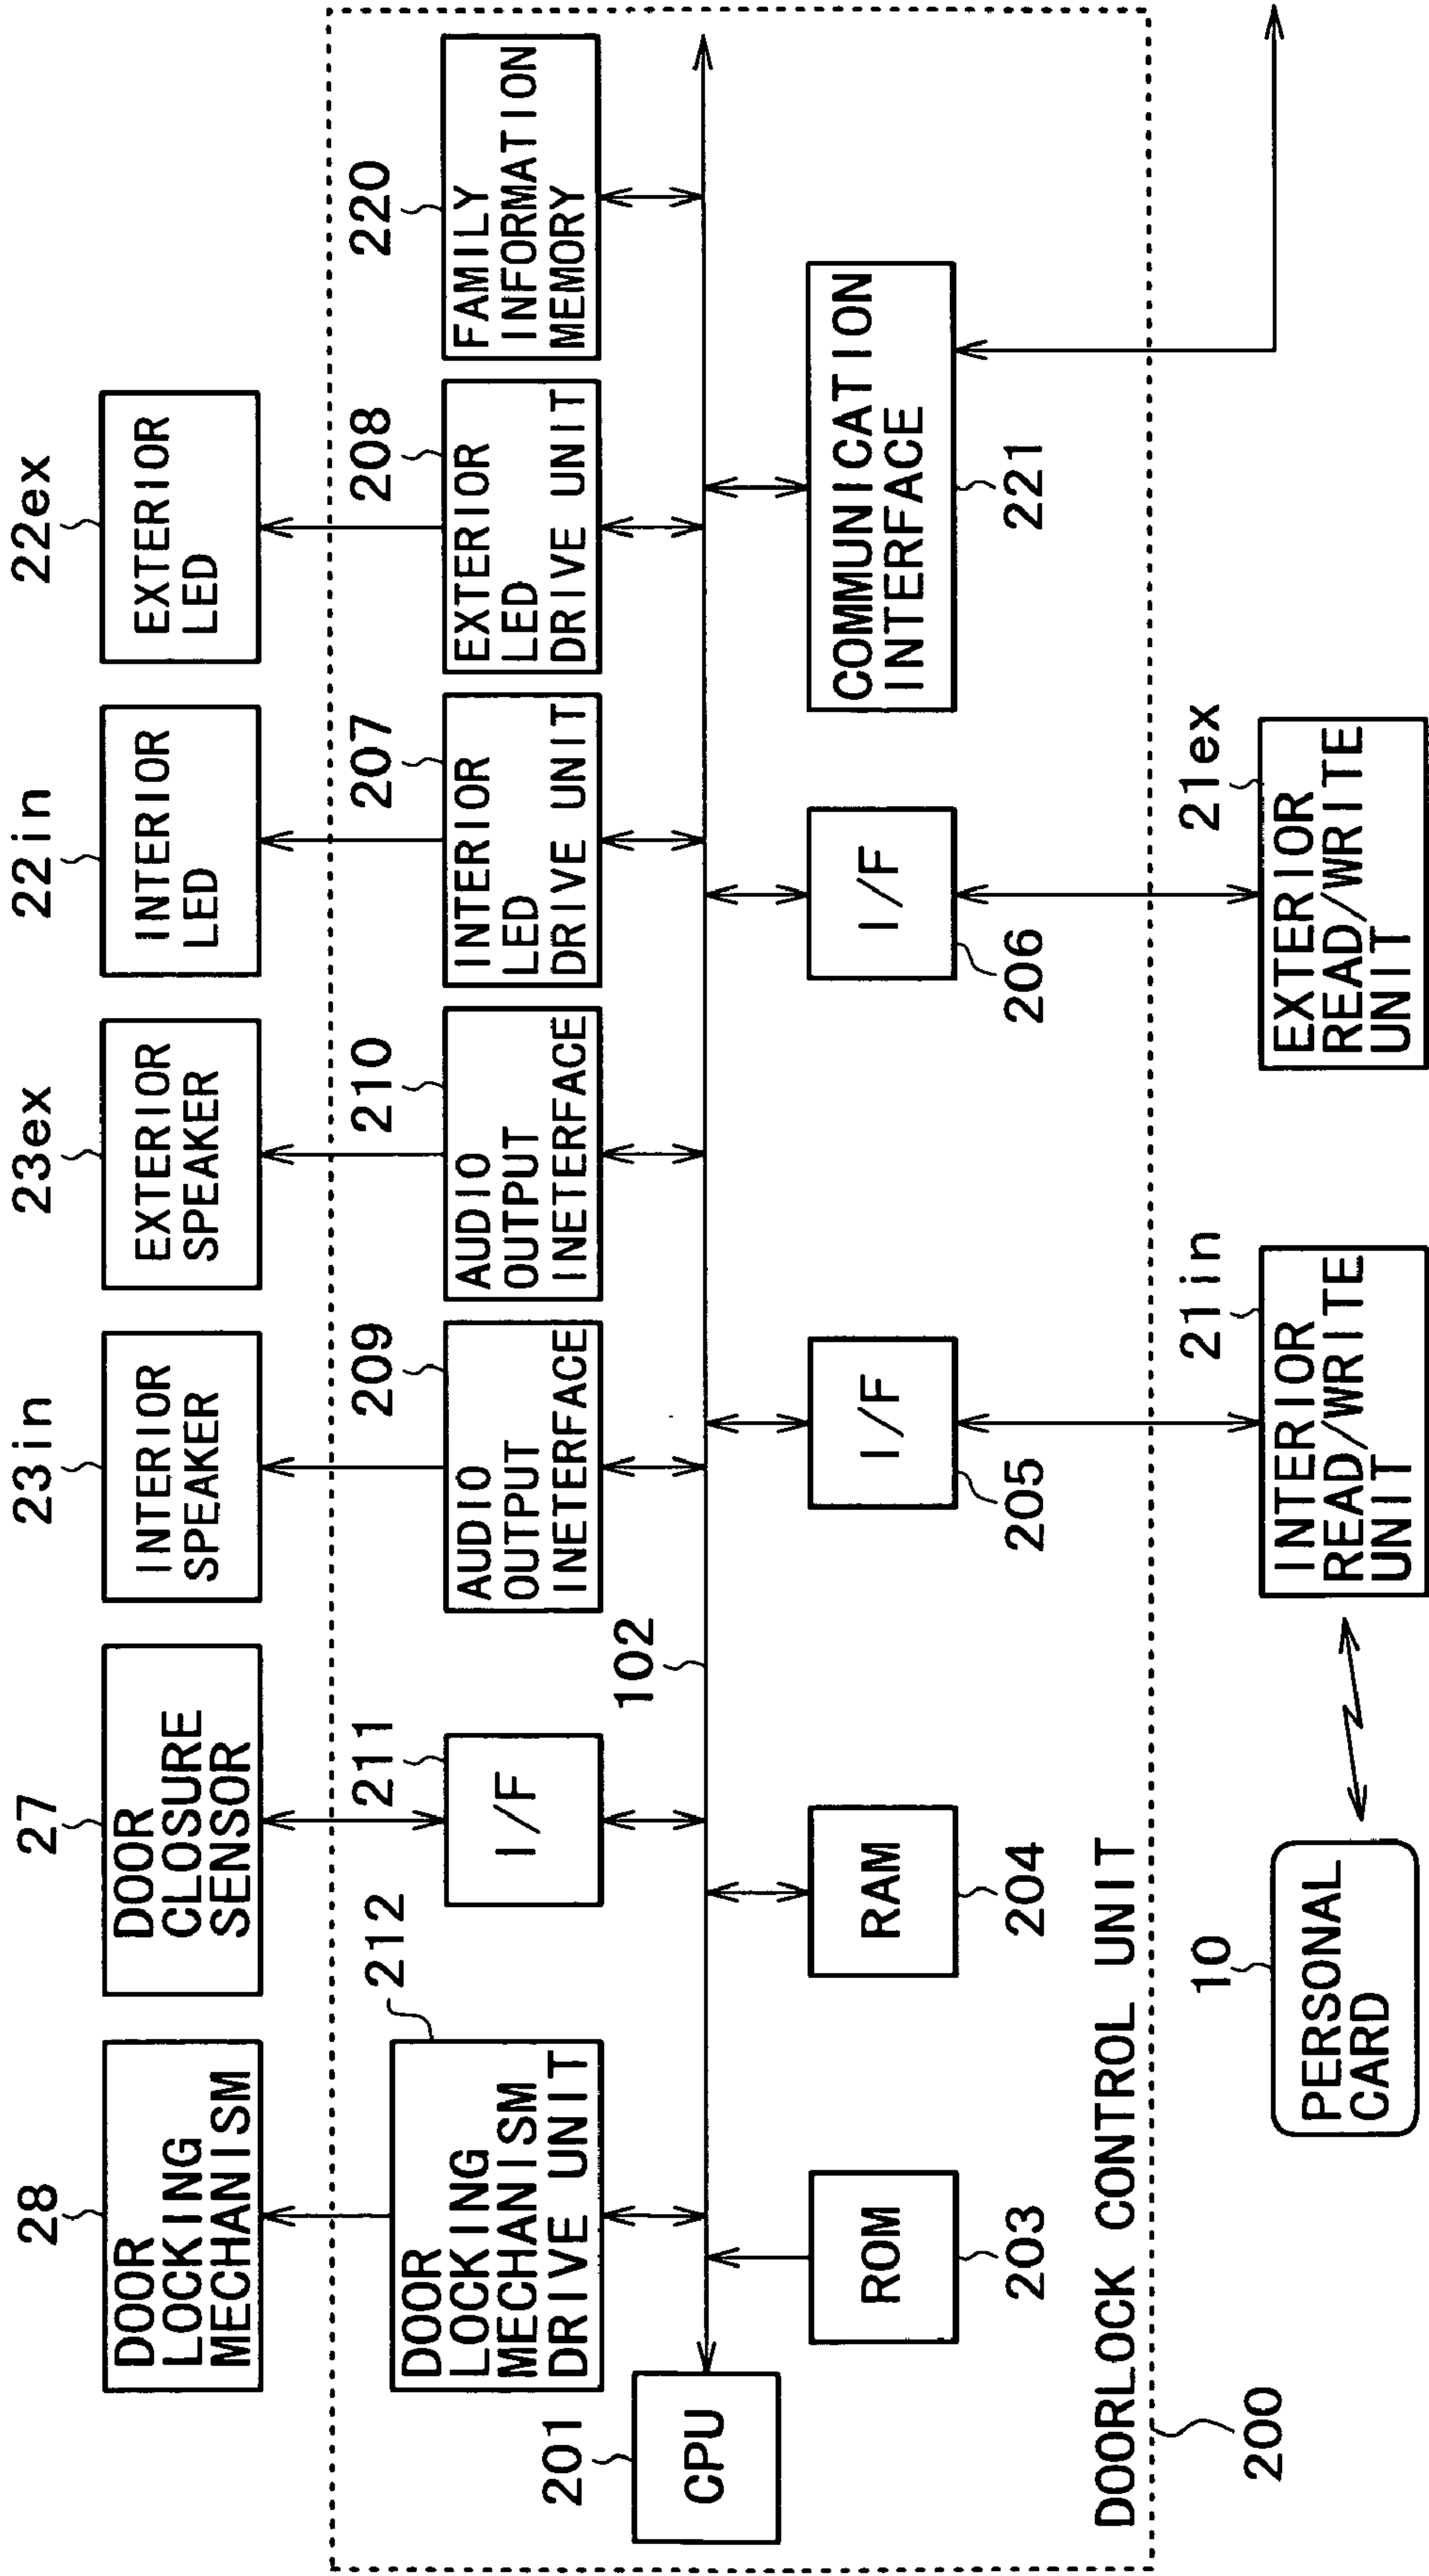 28
DOOR
LOCKING
MECHANISM
27
DOOR
CLOSURE
SENSOR
23in
INTERIOR
SPEAKER
23ex
EXTERIOR
SPEAKER
22in
INTERIOR
LED
22ex
EXTERIOR
LED
212
DOOR
LOCKING
MECHANISM
DRIVE UNIT
211
I/F
209
AUDIO
OUTPUT
INETERFACE
210
AUDIO
OUTPUT
INETERFACE
207
INTERIOR
LED
DRIVE UNIT
208
EXTERIOR
LED
DRIVE UNIT
220
FAMILY
INFORMATION
MEMORY
201
CPU
102
ROM
203
RAM
204
I/F
205
I/F
206
COMMUNICATION
INTERFACE
221
DOORLOCK CONTROL UNIT
200
10
PERSONAL
CARD
21in
INTERIOR
READ/WRITE
UNIT
21ex
EXTERIOR
READ/WRITE
UNIT